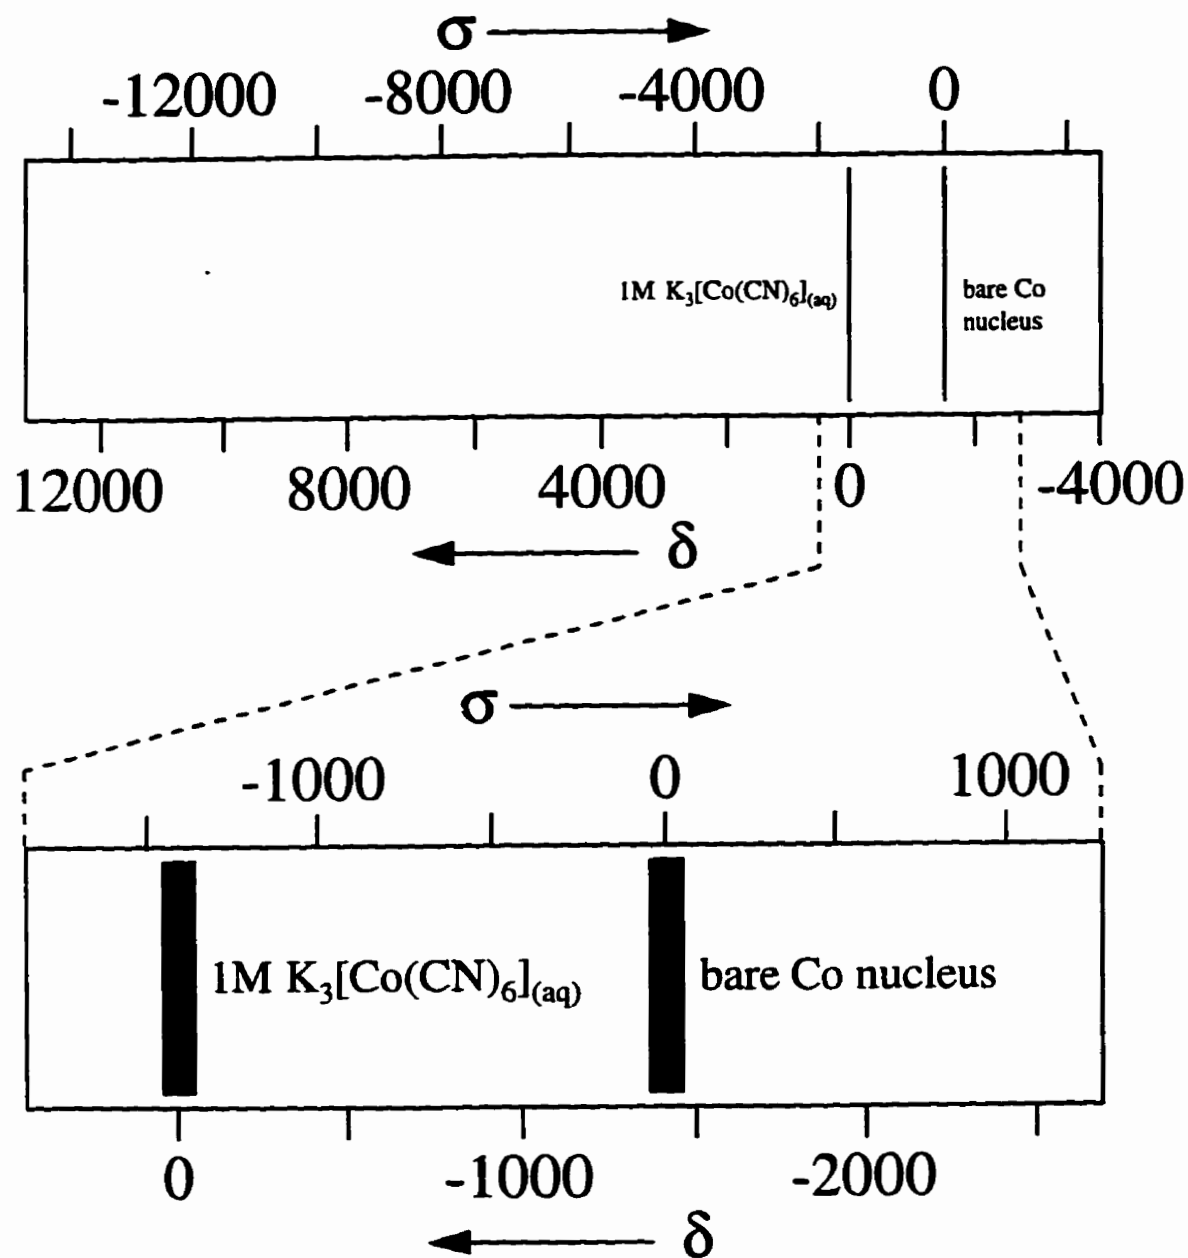 σ
-12000 -8000 -4000 0
1M K₃[Co(CN)₆](aq)
bare Co
nucleus
12000 8000 4000 0 -4000
δ
σ
-1000 0 1000
1M K₃[Co(CN)₆](aq)
bare Co nucleus
0 -1000 -2000
δ